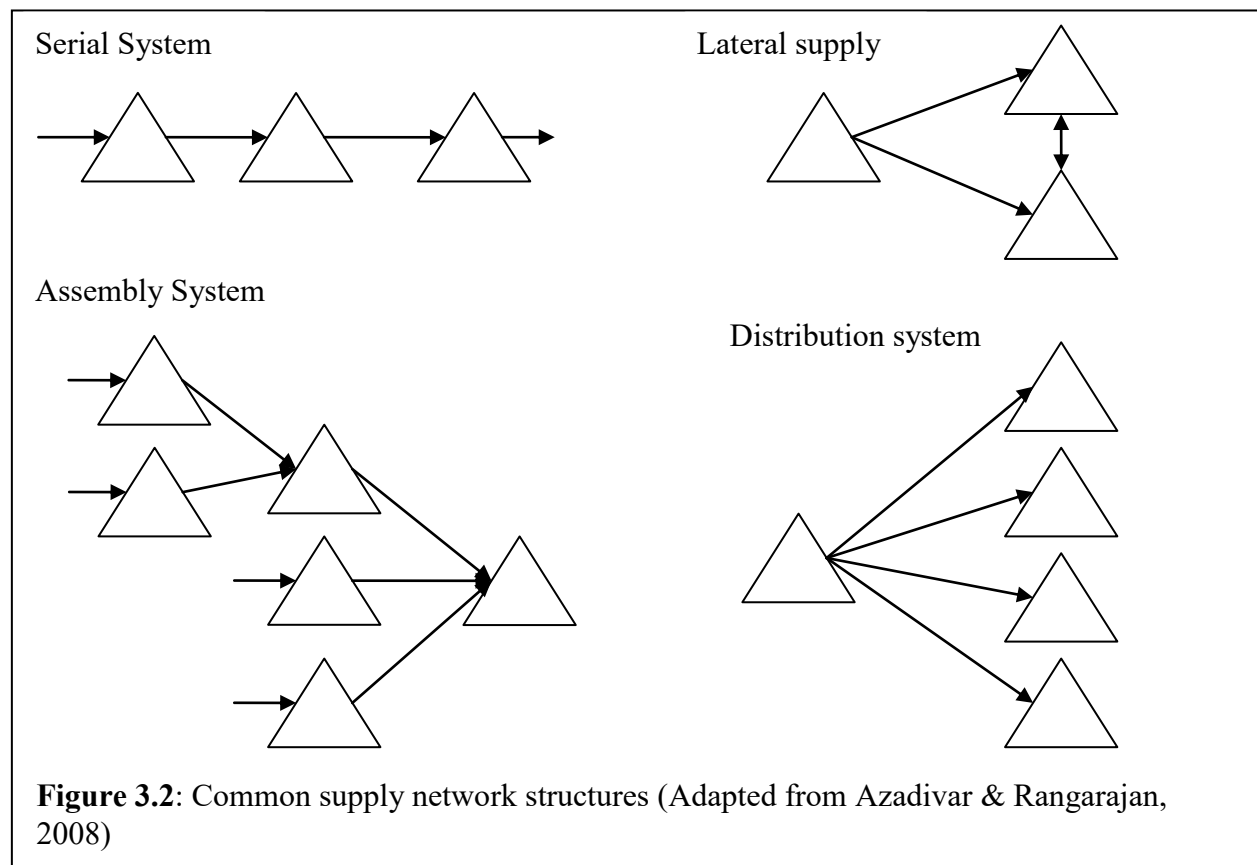 Serial System
Lateral supply
Assembly System
Distribution system
Figure 3.2: Common supply network structures (Adapted from Azadivar & Rangarajan,
2008)